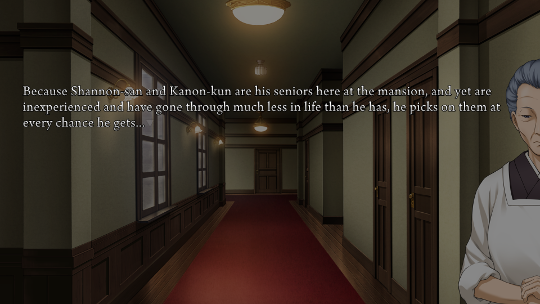 Because Shannon-san and Kanon-kun are his seniors here at the mansion, and yet are
inexperienced and have gone through much less in life than he has, he picks on them at
every chance he gets...